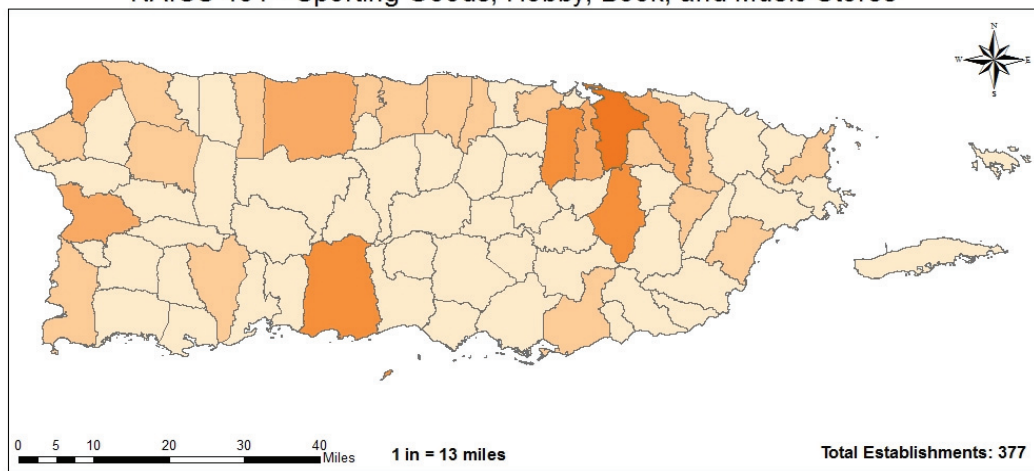 NAICS 451 - Sporting Goods, Hobby, Book, and Music Stores
N
W E
S
0 5 10 20 30 40
Miles
1 in = 13 miles
Total Establishments: 377